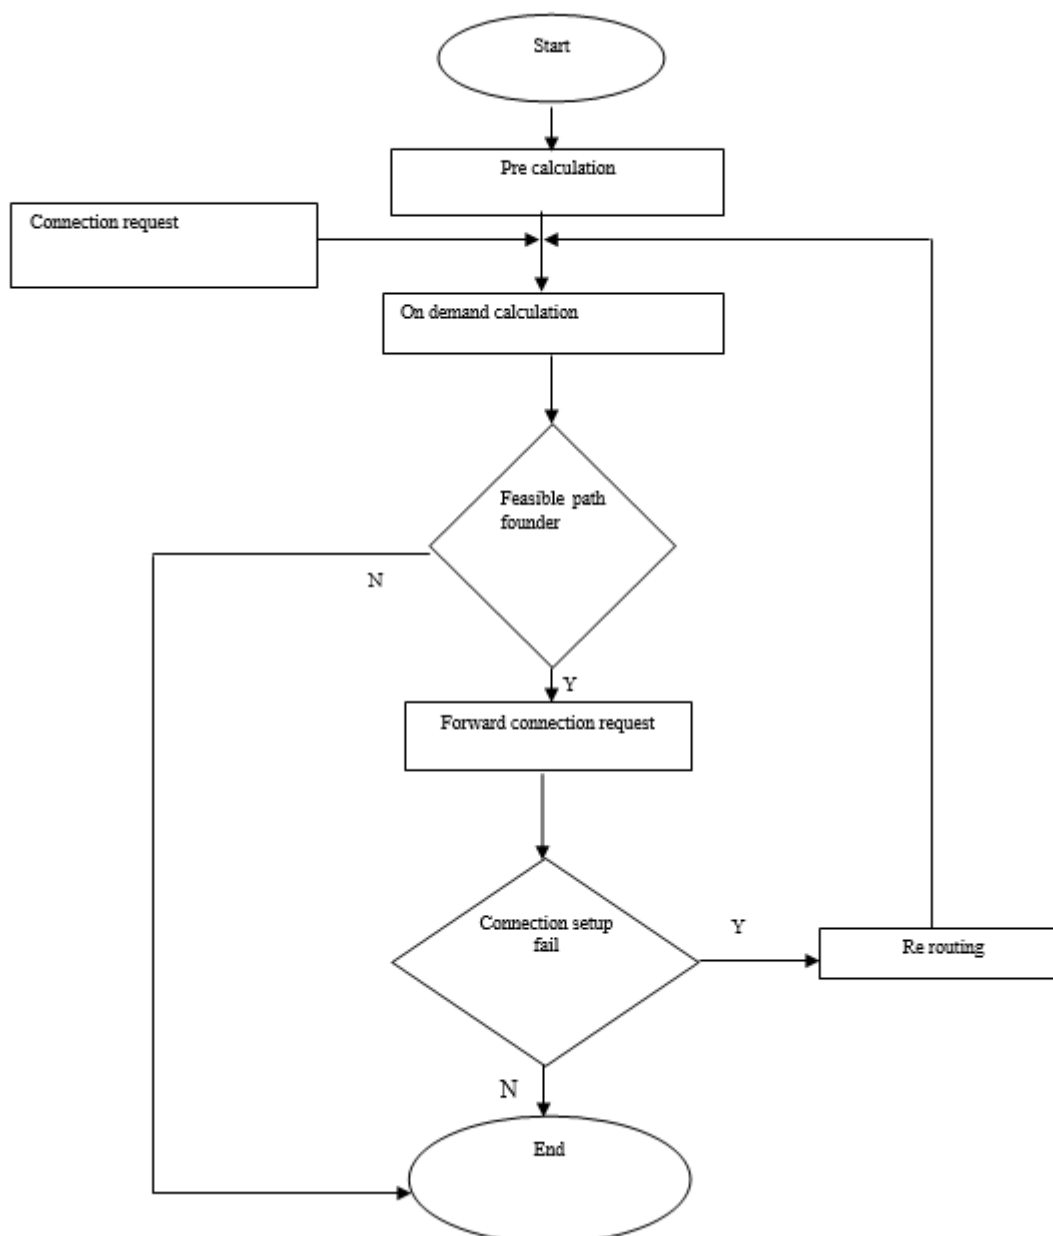 Start
Pre calculation
Connection request
On demand calculation
Feasible path
founder
N
Y
Forward connection request
Connection setup
fail
Y
Re routing
N
End